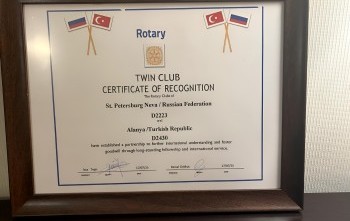 Rotary
TWIN CLUB
CERTIFICATE OF RECOGNITION
The Rotary Clubs of
St. Petersburg Neva / Russian Federation
D2223
and
Alanya /Turkish Republic
D2430
have established a partnership to further international understanding and foster
goodwill through long-standing fellowship and international service.